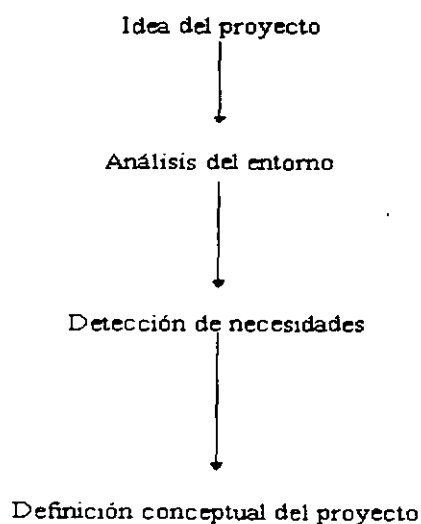 Idea del proyecto
Análisis del entorno
Detección de necesidades
Definición conceptual del proyecto